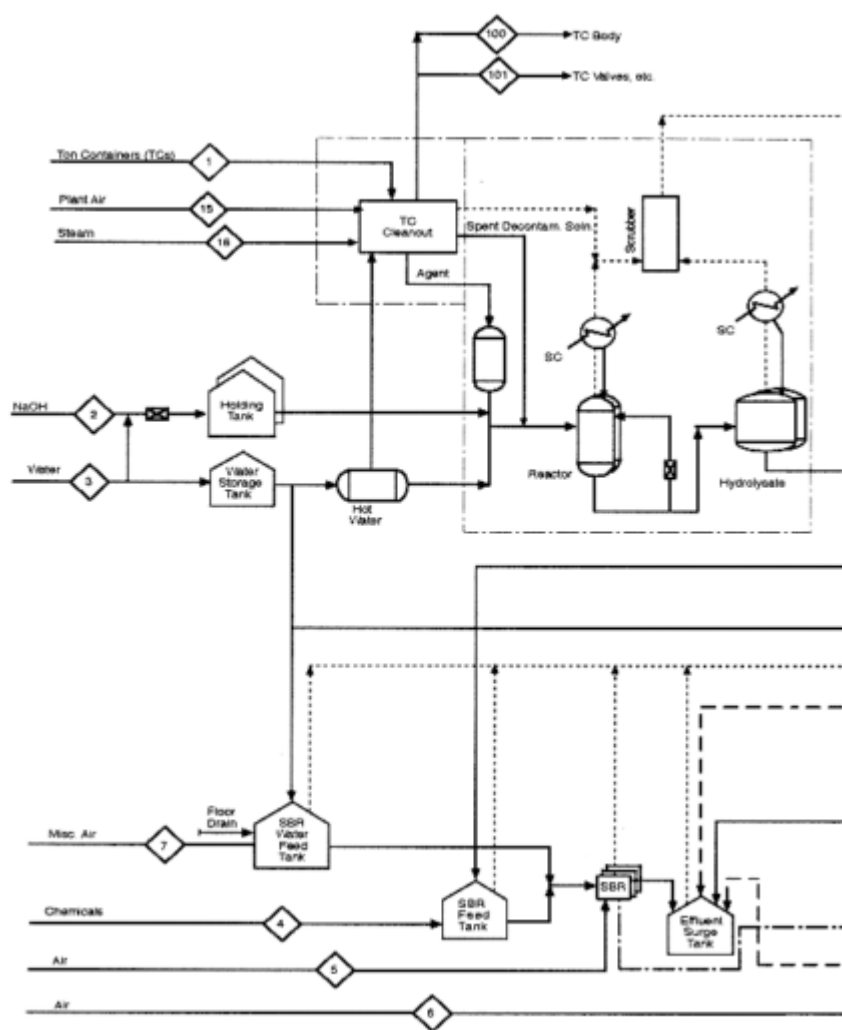 100
TC Body
101
TC Valves, etc.
Ton Containers (TCs)
1
Plant Air
15
Steam
16
TC
Cleanout
Spent Decontam. Soln.
Scrubber
Agent
SC
SC
NaOH
2
Holding
Tank
Water
3
Water
Storage
Tank
Hot
Water
Reactor
Hydrolysate
Floor
Drain
Misc. Air
7
SBR
Water
Feed
Tank
SBR
Chemicals
4
SBR
Feed
Tank
Effluent
Surge
Tank
Air
5
Air
6